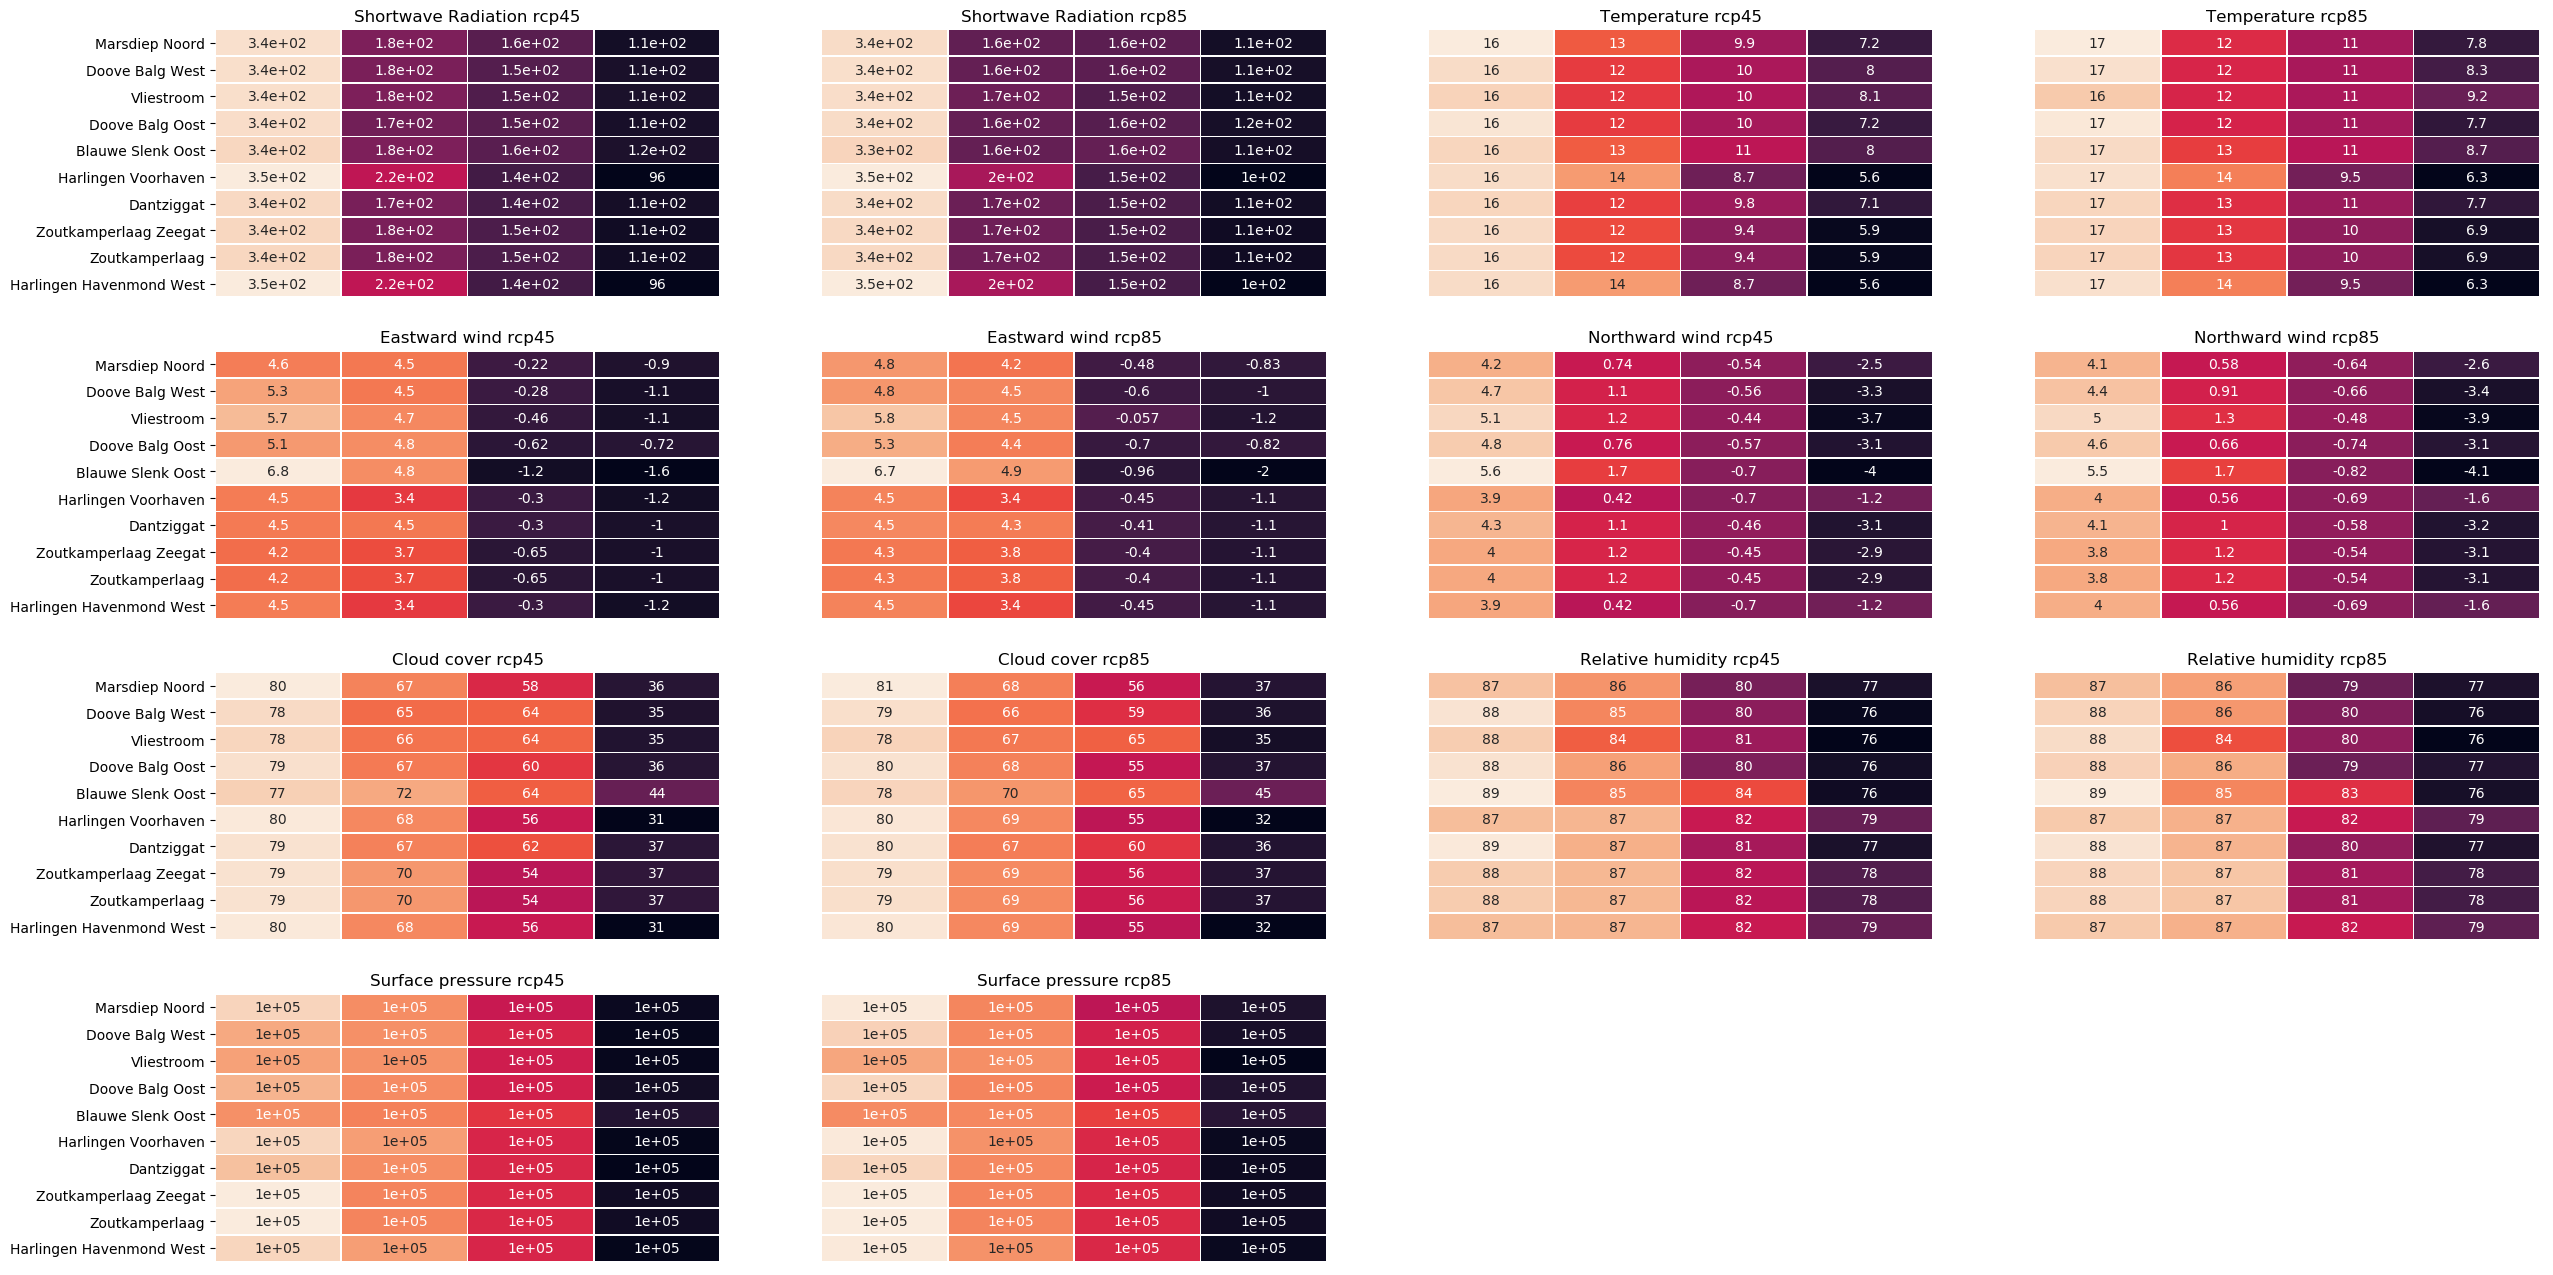 Shortwave Radiation rcp45 Shortwave Radiation rcp85 Temperature rcp45 Temperature rcp85
Marsdiep Noord 3.4e+02 1.8e+02 1.6e+02 1.1e+02 3.4e+02 1.6e+02 1.6e+02 1.1e+02 16 13 9.9 7.2 17 12 11 7.8
Doove Balg West 3.4e+02 1.8e+02 1.5e+02 1.1e+02 3.4e+02 1.6e+02 1.6e+02 1.1e+02 16 12 10 8 17 12 11 8.3
Vliestroom 3.4e+02 1.8e+02 1.5e+02 1.1e+02 3.4e+02 1.7e+02 1.5e+02 1.1e+02 16 12 10 8.1 16 12 11 9.2
Doove Balg Oost 3.4e+02 1.7e+02 1.5e+02 1.1e+02 3.4e+02 1.6e+02 1.6e+02 1.2e+02 16 12 10 7.2 17 12 11 7.7
Blauwe Slenk Oost 3.4e+02 1.8e+02 1.6e+02 1.2e+02 3.3e+02 1.6e+02 1.6e+02 1.1e+02 16 13 11 8 17 13 11 8.7
Harlingen Voorhaven 3.5e+02 2.2e+02 1.4e+02 96 3.5e+02 2e+02 1.5e+02 1e+02 16 14 8.7 5.6 17 14 9.5 6.3
Dantziggat 3.4e+02 1.7e+02 1.4e+02 1.1e+02 3.4e+02 1.7e+02 1.5e+02 1.1e+02 16 12 9.8 7.1 17 13 11 7.7
Zoutkamperlaag Zeegat 3.4e+02 1.8e+02 1.5e+02 1.1e+02 3.4e+02 1.7e+02 1.5e+02 1.1e+02 16 12 9.4 5.9 17 13 10 6.9
Zoutkamperlaag 3.4e+02 1.8e+02 1.5e+02 1.1e+02 3.4e+02 1.7e+02 1.5e+02 1.1e+02 16 12 9.4 5.9 17 13 10 6.9
Harlingen Havenmond West 3.5e+02 2.2e+02 1.4e+02 96 3.5e+02 2e+02 1.5e+02 1e+02 16 14 8.7 5.6 17 14 9.5 6.3
Eastward wind rcp45 Eastward wind rcp85 Northward wind rcp45 Northward wind rcp85
Marsdiep Noord 4.6 4.5 -0.22 -0.9 4.8 4.2 -0.48 -0.83 4.2 0.74 -0.54 -2.5 4.1 0.58 -0.64 -2.6
Doove Balg West 5.3 4.5 -0.28 -1.1 4.8 4.5 -0.6 -1 4.7 1.1 -0.56 -3.3 4.4 0.91 -0.66 -3.4
Vliestroom 5.7 4.7 -0.46 -1.1 5.8 4.5 -0.057 -1.2 5.1 1.2 -0.44 -3.7 5 1.3 -0.48 -3.9
Doove Balg Oost 5.1 4.8 -0.62 -0.72 5.3 4.4 -0.7 -0.82 4.8 0.76 -0.57 -3.1 4.6 0.66 -0.74 -3.1
Blauwe Slenk Oost 6.8 4.8 -1.2 -1.6 6.7 4.9 -0.96 -2 5.6 1.7 -0.7 -4 5.5 1.7 -0.82 -4.1
Harlingen Voorhaven 4.5 3.4 -0.3 -1.2 4.5 3.4 -0.45 -1.1 3.9 0.42 -0.7 -1.2 4 0.56 -0.69 -1.6
Dantziggat 4.5 4.5 -0.3 -1 4.5 4.3 -0.41 -1.1 4.3 1.1 -0.46 -3.1 4.1 1 -0.58 -3.2
Zoutkamperlaag Zeegat 4.2 3.7 -0.65 -1 4.3 3.8 -0.4 -1.1 4 1.2 -0.45 -2.9 3.8 1.2 -0.54 -3.1
Zoutkamperlaag 4.2 3.7 -0.65 -1 4.3 3.8 -0.4 -1.1 4 1.2 -0.45 -2.9 3.8 1.2 -0.54 -3.1
Harlingen Havenmond West 4.5 3.4 -0.3 -1.2 4.5 3.4 -0.45 -1.1 3.9 0.42 -0.7 -1.2 4 0.56 -0.69 -1.6
Cloud cover rcp45 Cloud cover rcp85 Relative humidity rcp45 Relative humidity rcp85
Marsdiep Noord 80 67 58 36 81 68 56 37 87 86 80 77 87 86 79 77
Doove Balg West 78 65 64 35 79 66 59 36 88 85 80 76 88 86 80 76
Vliestroom 78 66 64 35 78 67 65 35 88 84 81 76 88 84 80 76
Doove Balg Oost 79 67 60 36 80 68 55 37 88 86 80 76 88 86 79 77
Blauwe Slenk Oost 77 72 64 44 78 70 65 45 89 85 84 76 89 85 83 76
Harlingen Voorhaven 80 68 56 31 80 69 55 32 87 87 82 79 87 87 82 79
Dantziggat 79 67 62 37 80 67 60 36 89 87 81 77 88 87 80 77
Zoutkamperlaag Zeegat 79 70 54 37 79 69 56 37 88 87 82 78 88 87 81 78
Zoutkamperlaag 79 70 54 37 79 69 56 37 88 87 82 78 88 87 81 78
Harlingen Havenmond West 80 68 56 31 80 69 55 32 87 87 82 79 87 87 82 79
Surface pressure rcp45 Surface pressure rcp85
Marsdiep Noord 1e+05 1e+05 1e+05 1e+05 1e+05 1e+05 1e+05 1e+05
Doove Balg West 1e+05 1e+05 1e+05 1e+05 1e+05 1e+05 1e+05 1e+05
Vliestroom 1e+05 1e+05 1e+05 1e+05 1e+05 1e+05 1e+05 1e+05
Doove Balg Oost 1e+05 1e+05 1e+05 1e+05 1e+05 1e+05 1e+05 1e+05
Blauwe Slenk Oost 1e+05 1e+05 1e+05 1e+05 1e+05 1e+05 1e+05 1e+05
Harlingen Voorhaven 1e+05 1e+05 1e+05 1e+05 1e+05 1e+05 1e+05 1e+05
Dantziggat 1e+05 1e+05 1e+05 1e+05 1e+05 1e+05 1e+05 1e+05
Zoutkamperlaag Zeegat 1e+05 1e+05 1e+05 1e+05 1e+05 1e+05 1e+05 1e+05
Zoutkamperlaag 1e+05 1e+05 1e+05 1e+05 1e+05 1e+05 1e+05 1e+05
Harlingen Havenmond West 1e+05 1e+05 1e+05 1e+05 1e+05 1e+05 1e+05 1e+05